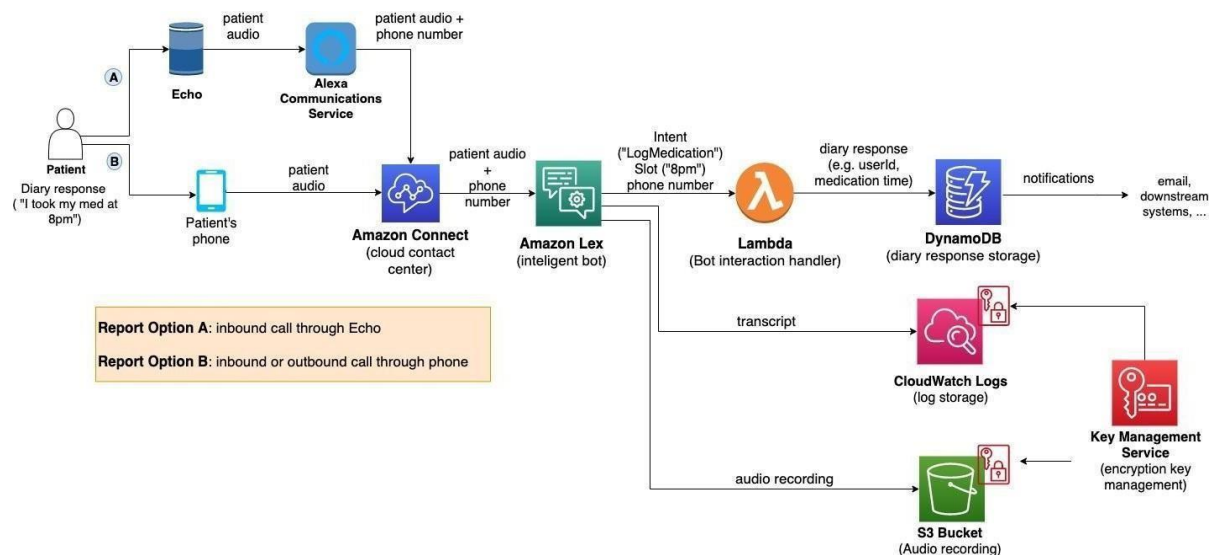 patient
audio
patient audio +
phone number
A
Echo
Alexa
Communications
Service
B
Patient
Diary response
( "I took my med at
8pm")
Patient's
phone
patient
audio
Amazon Connect
(cloud contact
center)
patient audio
+
phone
number
Amazon Lex
(inteligent bot)
Intent
("LogMedication")
Slot ("8pm")
phone number
Lambda
(Bot interaction handler)
diary response
(e.g. userId,
medication time)
DynamoDB
(diary response storage)
notifications
email,
downstream
systems, ...
Report Option A: inbound call through Echo
Report Option B: inbound or outbound call through phone
transcript
CloudWatch Logs
(log storage)
Key Management
Service
(encryption key
management)
audio recording
S3 Bucket
(Audio recording)